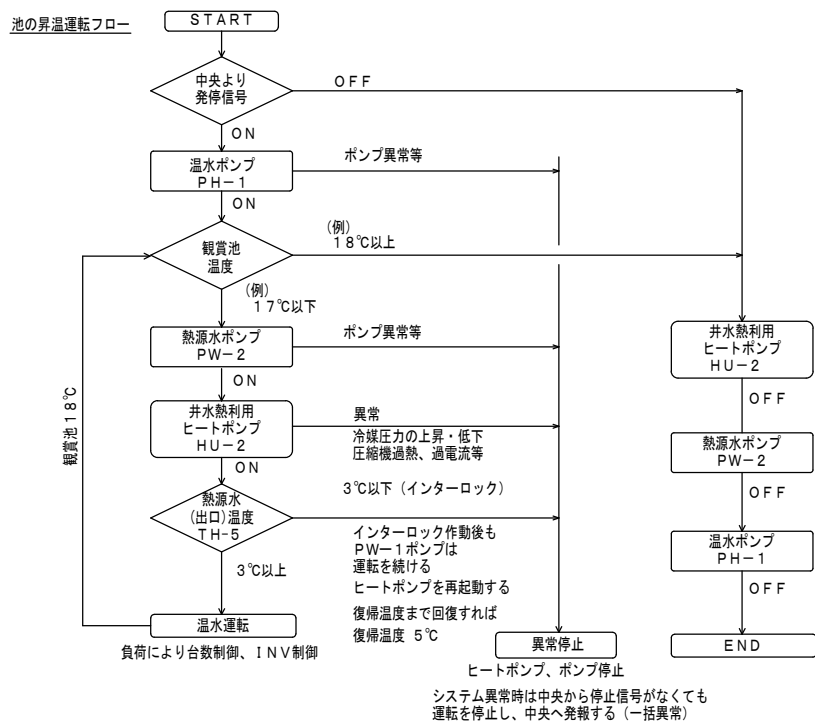 池の昇温運転フロー
START
中央より
発停信号
OFF
ON
温水ポンプ
PH－1
ポンプ異常等
ON
観賞池
温度
(例)
18℃以上
(例)
17℃以下
熱源水ポンプ
PW－2
ポンプ異常等
ON
井水熱利用
ヒートポンプ
HU－2
異常
冷媒圧力の上昇・低下
圧縮機過熱、過電流等
ON
熱源水
(出口)温度
TH-5
3℃以下（インターロック）
インターロック作動後も
PW－1ポンプは
運転を続ける
ヒートポンプを再起動する
復帰温度まで回復すれば
復帰温度 5℃
3℃以上
温水運転
負荷により台数制御、INV制御
観賞池18℃
異常停止
ヒートポンプ、ポンプ停止
システム異常時は中央から停止信号がなくても
運転を停止し、中央へ発報する（一括異常）
井水熱利用
ヒートポンプ
HU－2
OFF
熱源水ポンプ
PW－2
OFF
温水ポンプ
PH－1
OFF
END